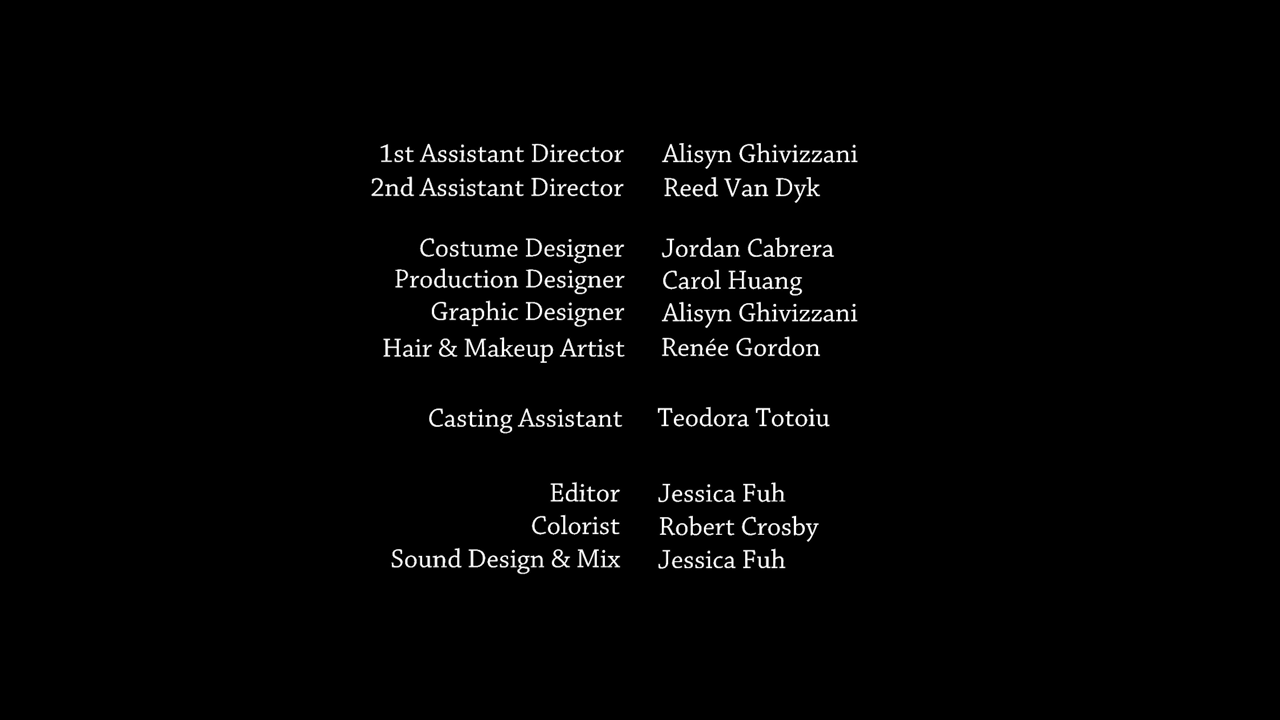 1st Assistant Director Alisyn Ghivizzani
2nd Assistant Director Reed Van Dyk
Costume Designer Jordan Cabrera
Production Designer Carol Huang
Graphic Designer Alisyn Ghivizzani
Hair & Makeup Artist Renée Gordon
Casting Assistant Teodora Totoiu
Editor Jessica Fuh
Colorist Robert Crosby
Sound Design & Mix Jessica Fuh